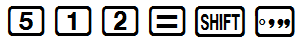 5 1 2 = SHIFT °,,,